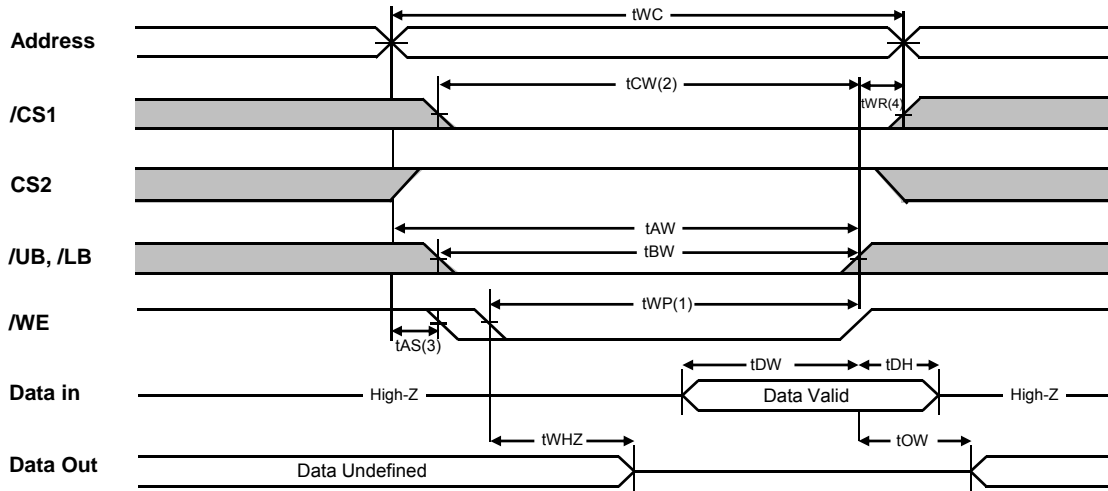 tWC
Address
tCW(2)
tWR(4)
/CS1
CS2
tAW
/UB, /LB
tBW
tWP(1)
/WE
tAS(3)
tDW
tDH
Data in
High-Z
Data Valid
High-Z
tWHZ
tOW
Data Out
Data Undefined